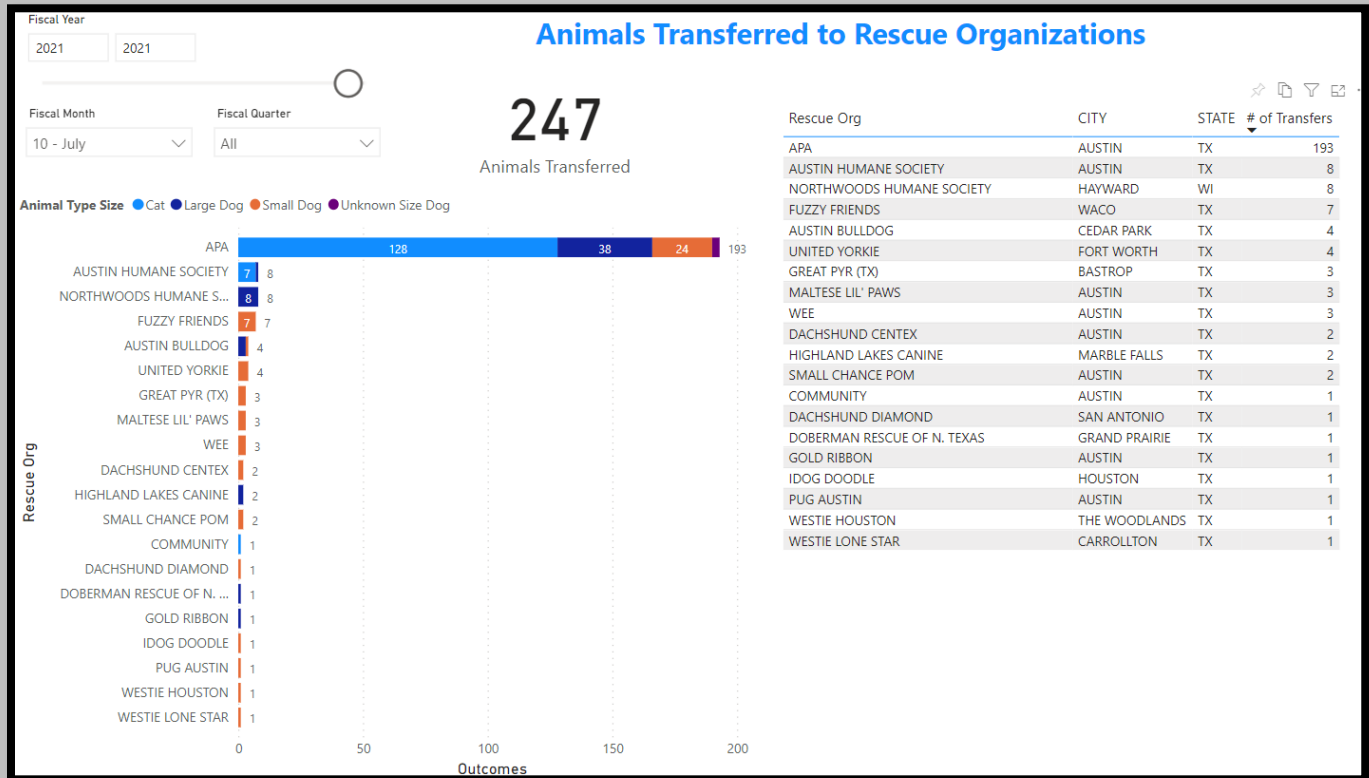 Fiscal Year
2021 2021
Animals Transferred to Rescue Organizations
Fiscal Month Fiscal Quarter
10 - July All
247
Animals Transferred
Animal Type Size Cat Large Dog Small Dog Unknown Size Dog
Rescue Org
APA 128 38 24 193
AUSTIN HUMANE SOCIETY 7 8
NORTHWOODS HUMANE S... 8 8
FUZZY FRIENDS 7 7
AUSTIN BULLDOG 4
UNITED YORKIE 4
GREAT PYR (TX) 3
MALTESE LIL' PAWS 3
WEE 3
DACHSHUND CENTEX 2
HIGHLAND LAKES CANINE 2
SMALL CHANCE POM 2
COMMUNITY 1
DACHSHUND DIAMOND 1
DOBERMAN RESCUE OF N. ... 1
GOLD RIBBON 1
IDOG DOODLE 1
PUG AUSTIN 1
WESTIE HOUSTON 1
WESTIE LONE STAR 1
0 50 100 150 200
Outcomes
Rescue Org CITY STATE # of Transfers
APA AUSTIN TX 193
AUSTIN HUMANE SOCIETY AUSTIN TX 8
NORTHWOODS HUMANE SOCIETY HAYWARD WI 8
FUZZY FRIENDS WACO TX 7
AUSTIN BULLDOG CEDAR PARK TX 4
UNITED YORKIE FORT WORTH TX 4
GREAT PYR (TX) BASTROP TX 3
MALTESE LIL' PAWS AUSTIN TX 3
WEE AUSTIN TX 3
DACHSHUND CENTEX AUSTIN TX 2
HIGHLAND LAKES CANINE MARBLE FALLS TX 2
SMALL CHANCE POM AUSTIN TX 2
COMMUNITY AUSTIN TX 1
DACHSHUND DIAMOND SAN ANTONIO TX 1
DOBERMAN RESCUE OF N. TEXAS GRAND PRAIRIE TX 1
GOLD RIBBON AUSTIN TX 1
IDOG DOODLE HOUSTON TX 1
PUG AUSTIN AUSTIN TX 1
WESTIE HOUSTON THE WOODLANDS TX 1
WESTIE LONE STAR CARROLLTON TX 1